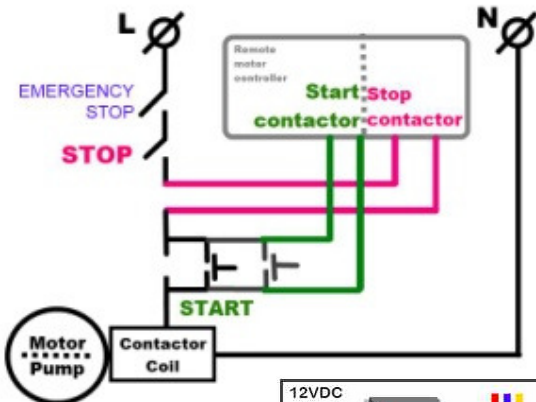 L
N
Remote
motor
controller
Start
contactor
Stop
contactor
EMERGENCY
STOP
STOP
START
Motor
Pump
Contactor
Coil
12VDC